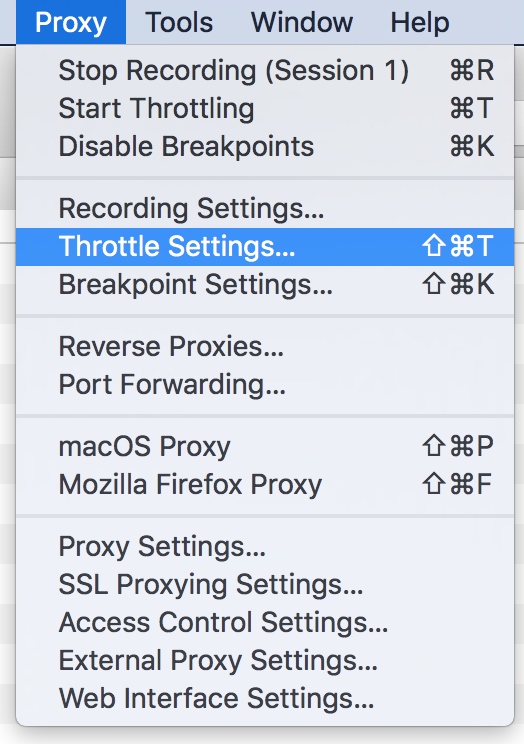 Proxy Tools Window Help
Stop Recording (Session 1) ⌘R
Start Throttling ⌘T
Disable Breakpoints ⌘K
Recording Settings...
Throttle Settings... ⇧⌘T
Breakpoint Settings... ⇧⌘K
Reverse Proxies...
Port Forwarding...
macOS Proxy ⇧⌘P
Mozilla Firefox Proxy ⇧⌘F
Proxy Settings...
SSL Proxying Settings...
Access Control Settings...
External Proxy Settings...
Web Interface Settings...